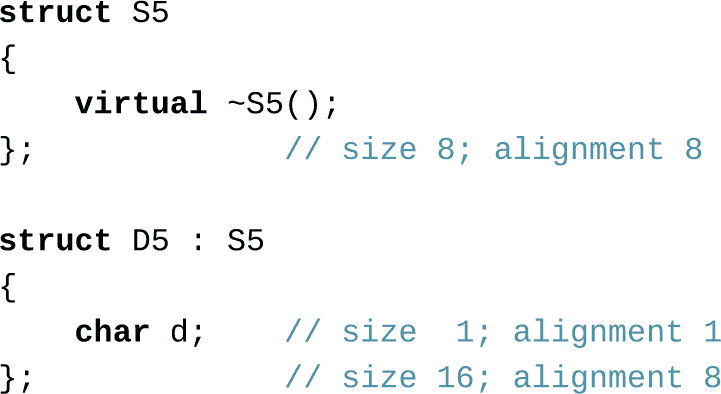 struct S5
{
    virtual ~S5();
};             // size 8; alignment 8

struct D5 : S5
{
    char d;    // size  1; alignment 1
};             // size 16; alignment 8